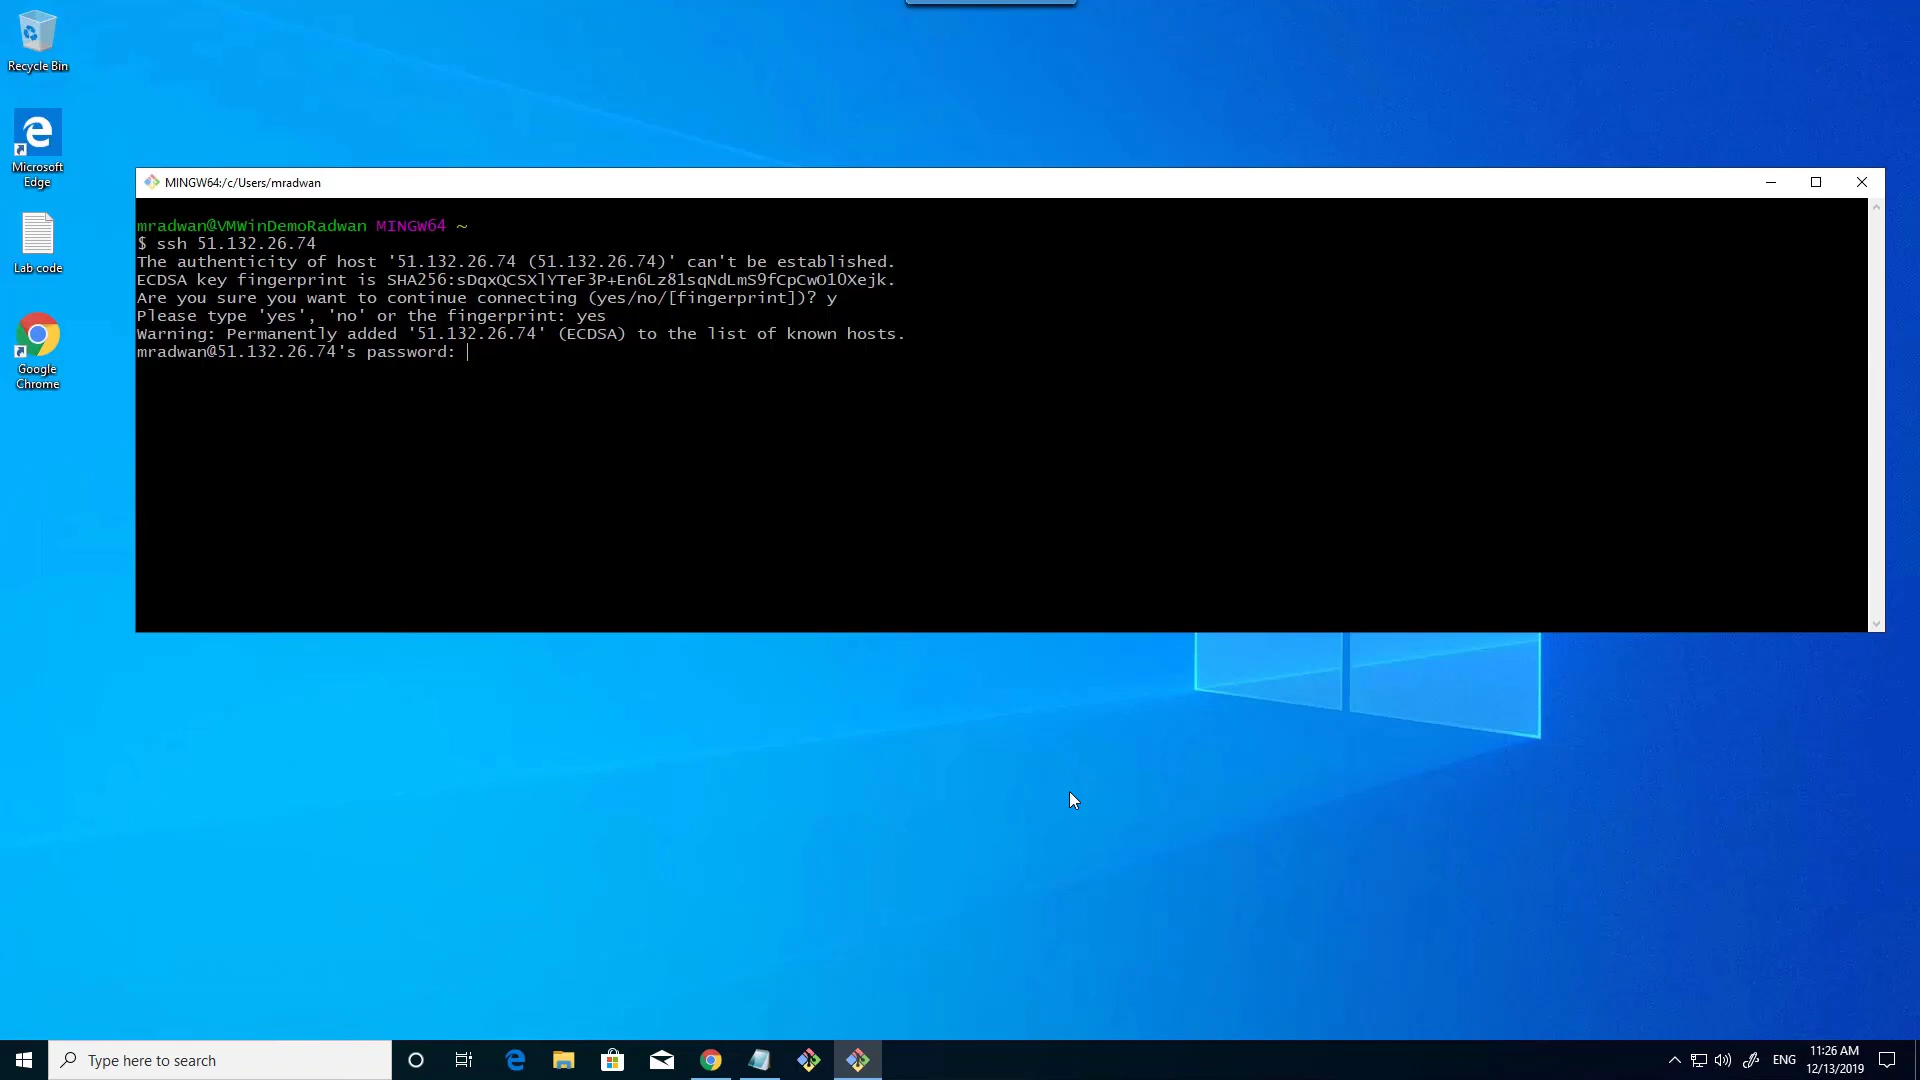 Recycle Bin
Microsoft
Edge
Lab code
Google
Chrome
MINGW64:/c/Users/mradwan
mradwan@VMWinDemoRadwan MINGW64 ~
$ ssh 51.132.26.74
The authenticity of host '51.132.26.74 (51.132.26.74)' can't be established.
ECDSA key fingerprint is SHA256:sDqxQCSXlYTeF3P+En6Lz81sqNdLmS9fCpCwO1OXejk.
Are you sure you want to continue connecting (yes/no/[fingerprint])? y
Please type 'yes', 'no' or the fingerprint: yes
Warning: Permanently added '51.132.26.74' (ECDSA) to the list of known hosts.
mradwan@51.132.26.74's password:
Type here to search
ENG
11:26 AM
12/13/2019